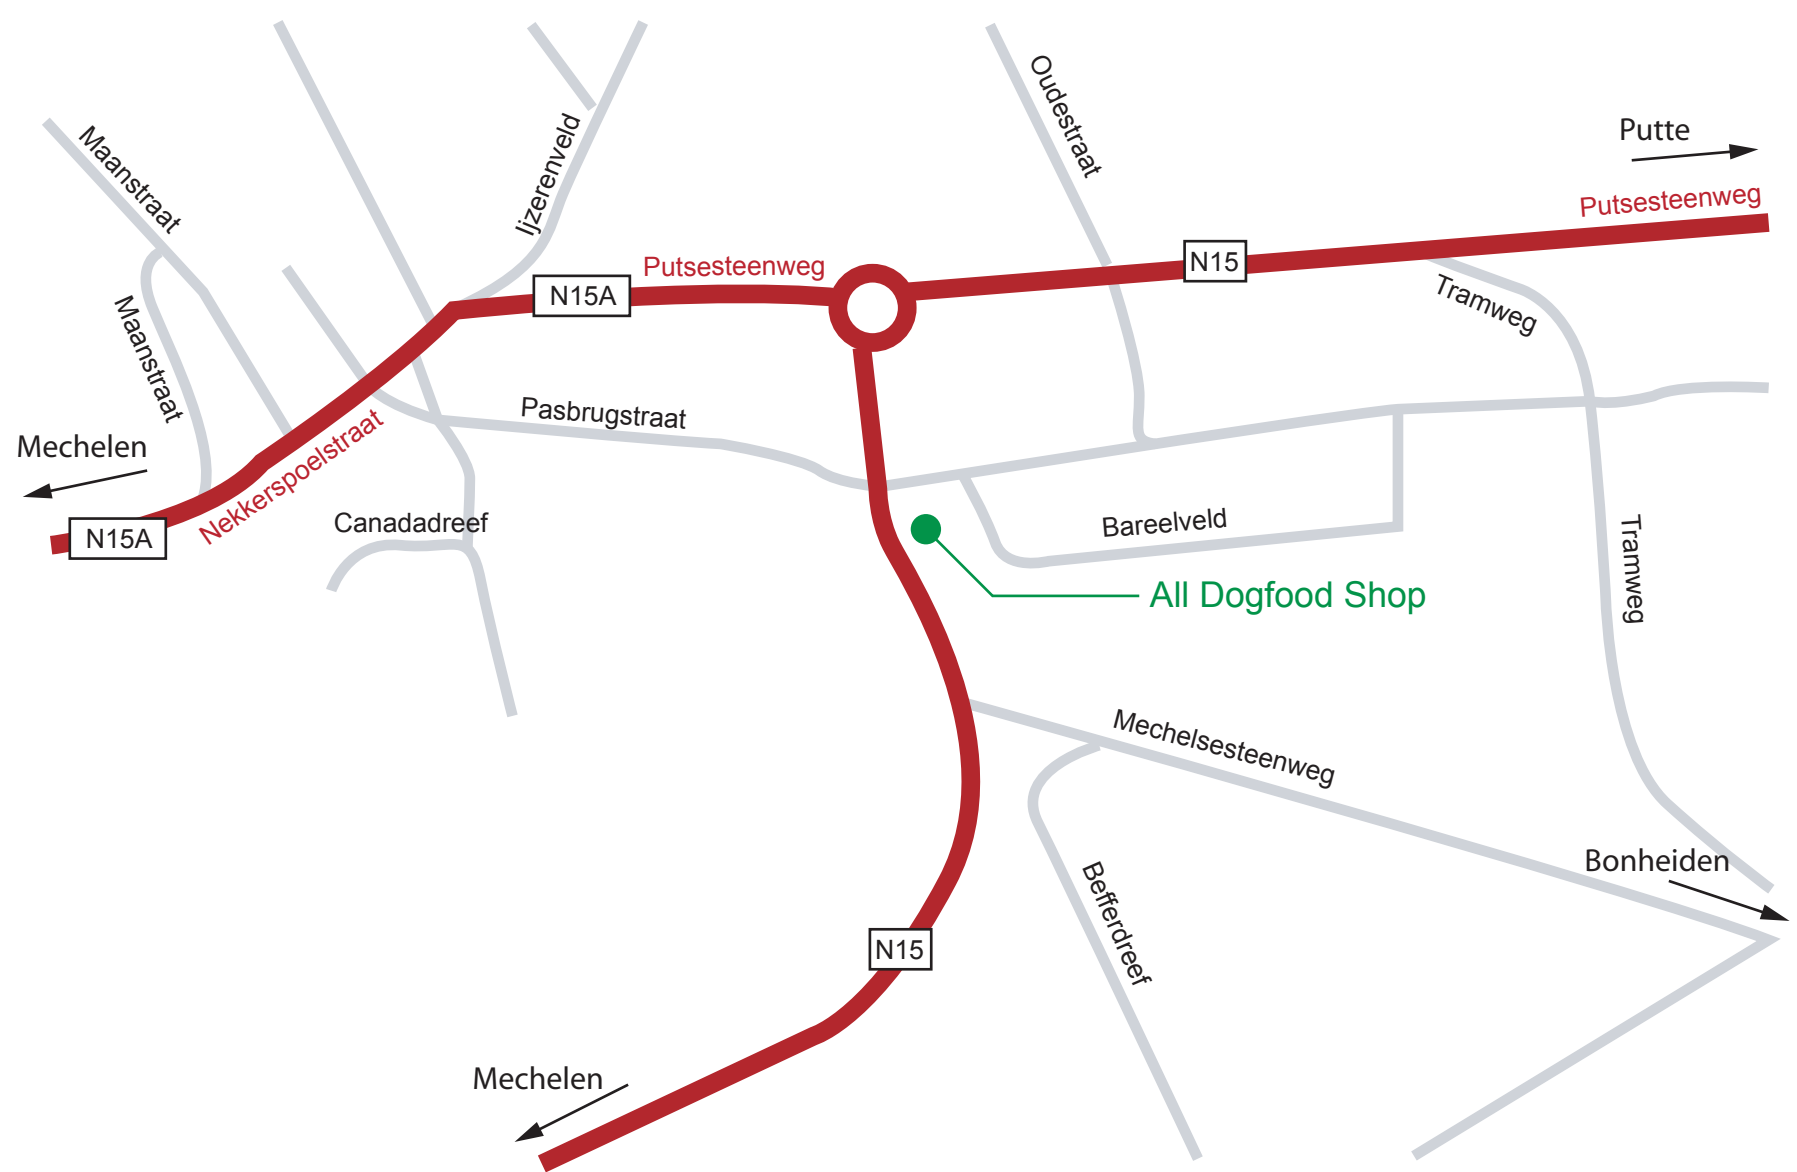 Oudestraat
Putte
Maanstraat
Ijzerenveld
Putsesteenweg
Putsesteenweg
N15
N15A
Tramweg
Maanstraat
Pasbrugstraat
Mechelen
Nekkerspoelstraat
N15A
Canadadreef
Bareelveld
Tramweg
All Dogfood Shop
Mechelsesteenweg
Bonheiden
Befferdreef
N15
Mechelen